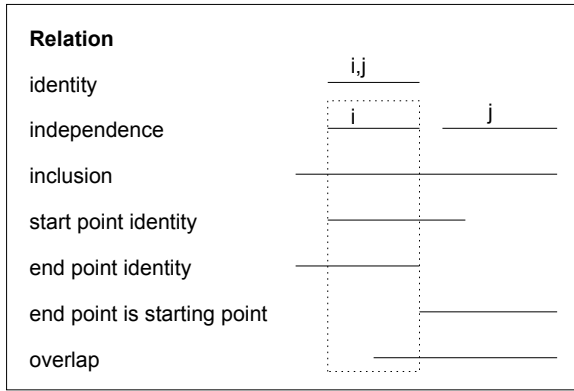 Relation
i,j
identity
i j
independence
inclusion
start point identity
end point identity
end point is starting point
overlap